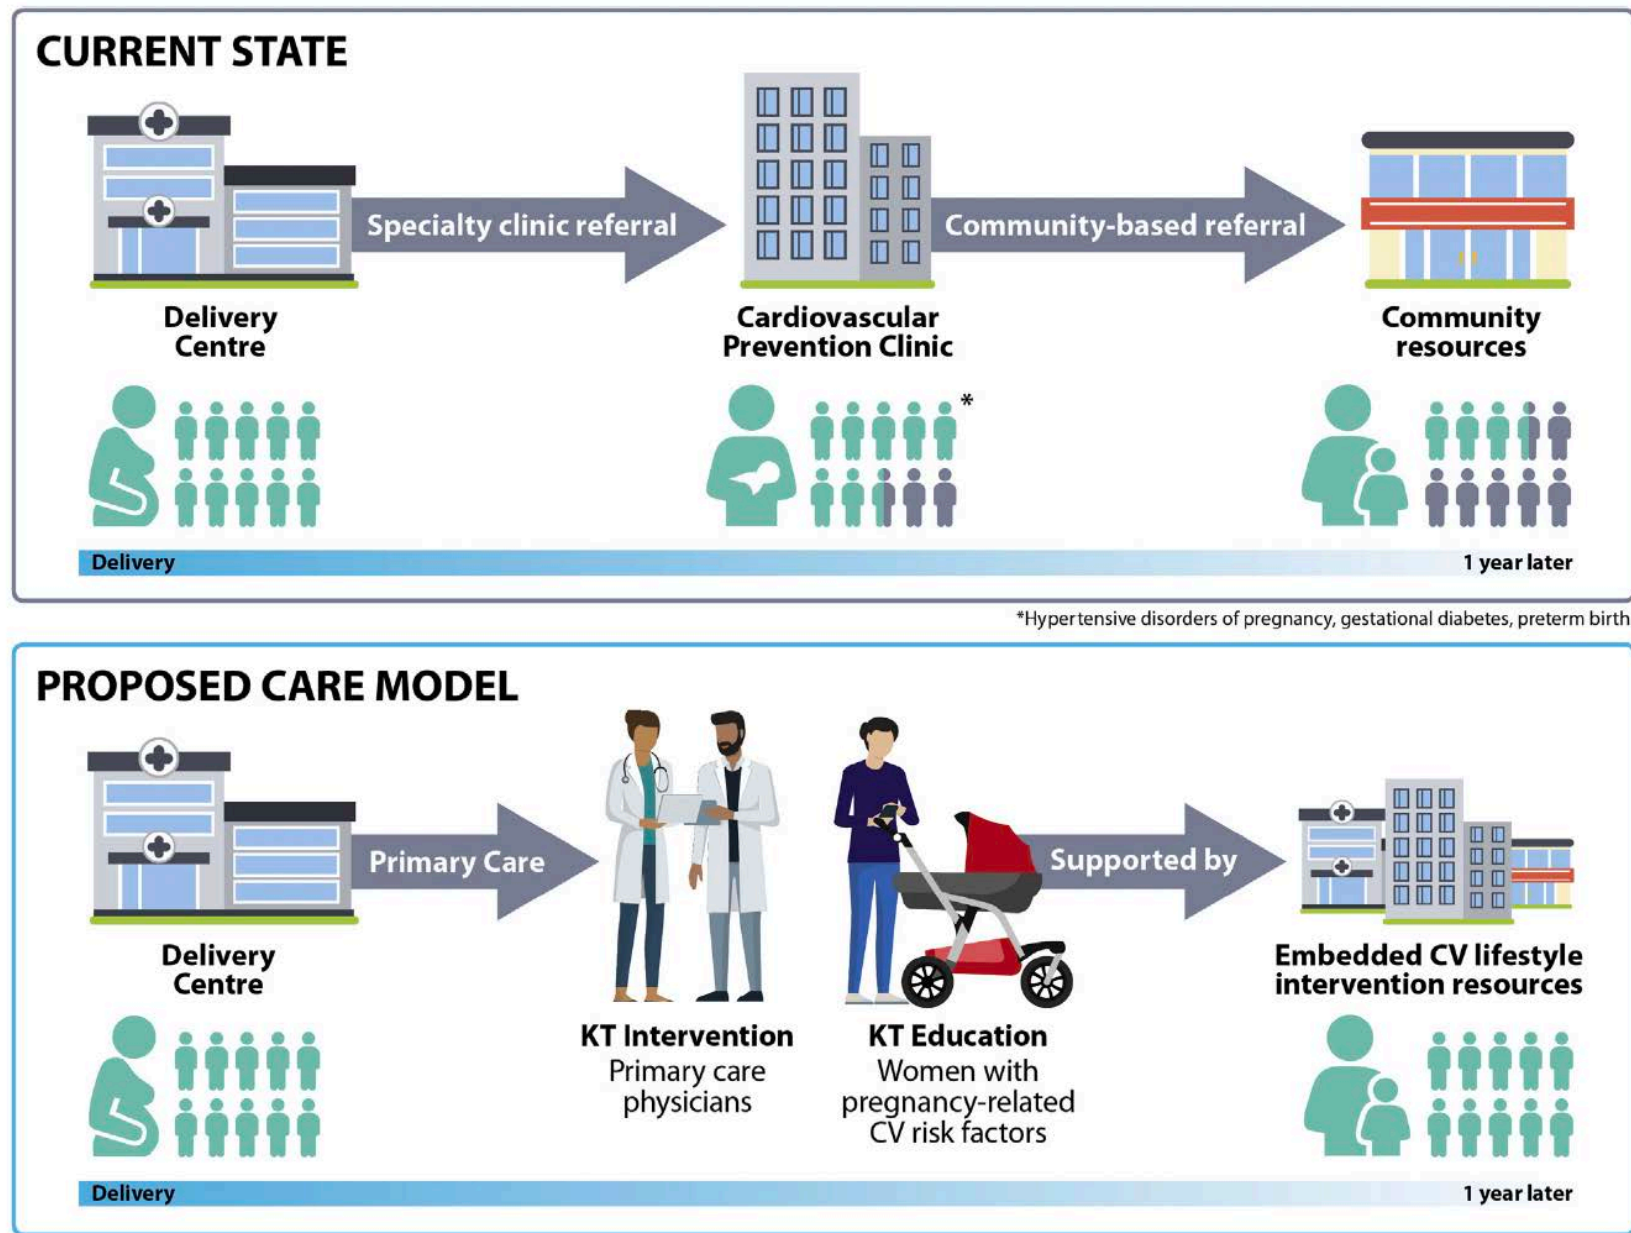 CURRENT STATE
Specialty clinic referral
Community-based referral
Delivery
Centre
Cardiovascular
Prevention Clinic
Community
resources
*
Delivery
1 year later
*Hypertensive disorders of pregnancy, gestational diabetes, preterm birth
PROPOSED CARE MODEL
Primary Care
Supported by
Delivery
Centre
Embedded CV lifestyle
intervention resources
KT Intervention
Primary care
physicians
KT Education
Women with
pregnancy-related
CV risk factors
Delivery
1 year later